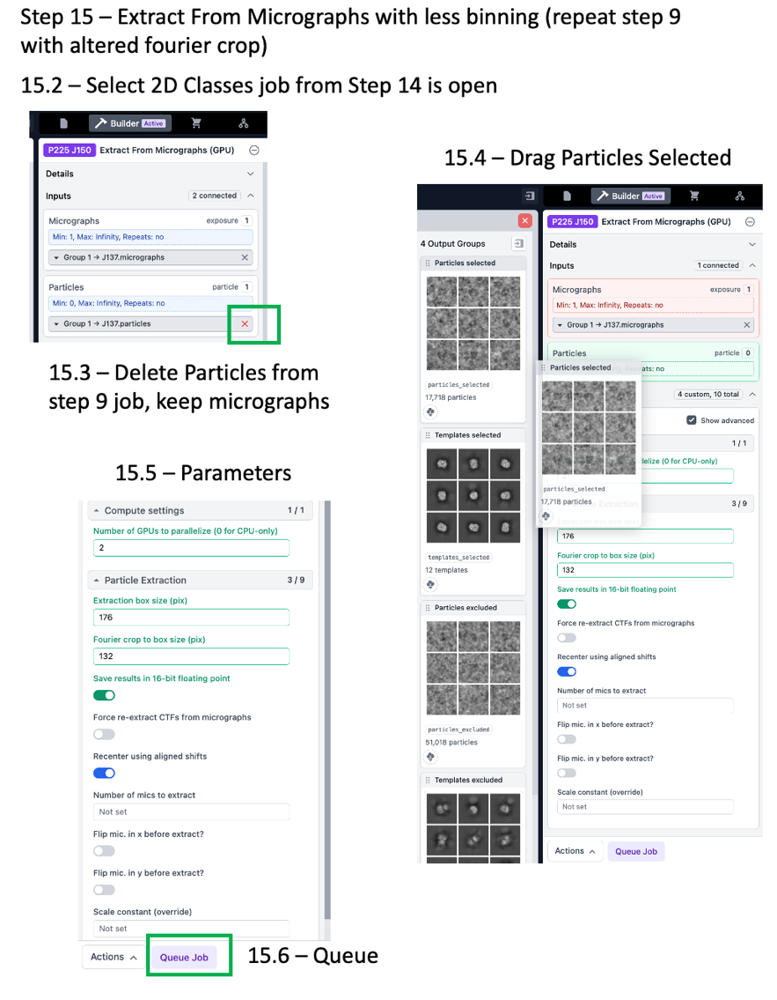 Step 15 – Extract From Micrographs with less binning (repeat step 9
with altered fourier crop)
15.2 – Select 2D Classes job from Step 14 is open
Builder Active
P225 J150 Extract From Micrographs (GPU)
Details
Inputs 2 connected
Micrographs exposure 1
Min: 1, Max: Infinity, Repeats: no
Group 1 → J137.micrographs
Particles particle 1
Min: 0, Max: Infinity, Repeats: no
Group 1 → J137.particles
15.3 – Delete Particles from
step 9 job, keep micrographs
15.4 – Drag Particles Selected
4 Output Groups
Particles selected
particles_selected
17,718 particles
Templates selected
templates_selected
12 templates
Particles excluded
particles_excluded
51,018 particles
Templates excluded
Builder Active
P225 J150 Extract From Micrographs (GPU)
Details
Inputs 1 connected
Micrographs exposure 1
Min: 1, Max: Infinity, Repeats: no
Group 1 → J137.micrographs
Particles particle 0
Particles selected
ats: no
4 custom, 10 total
Show advanced
1 / 1
lelize (0 for CPU-only)
particles_selected
17,718 particles
3 / 9
176
Fourier crop to box size (pix)
132
Save results in 16-bit floating point
Force re-extract CTFs from micrographs
Recenter using aligned shifts
Number of mics to extract
Not set
Flip mic. in x before extract?
Flip mic. in y before extract?
Scale constant (override)
Not set
Actions Queue Job
15.5 – Parameters
Compute settings 1 / 1
Number of GPUs to parallelize (0 for CPU-only)
2
Particle Extraction 3 / 9
Extraction box size (pix)
176
Fourier crop to box size (pix)
132
Save results in 16-bit floating point
Force re-extract CTFs from micrographs
Recenter using aligned shifts
Number of mics to extract
Not set
Flip mic. in x before extract?
Flip mic. in y before extract?
Scale constant (override)
Not set
Actions Queue Job
15.6 – Queue